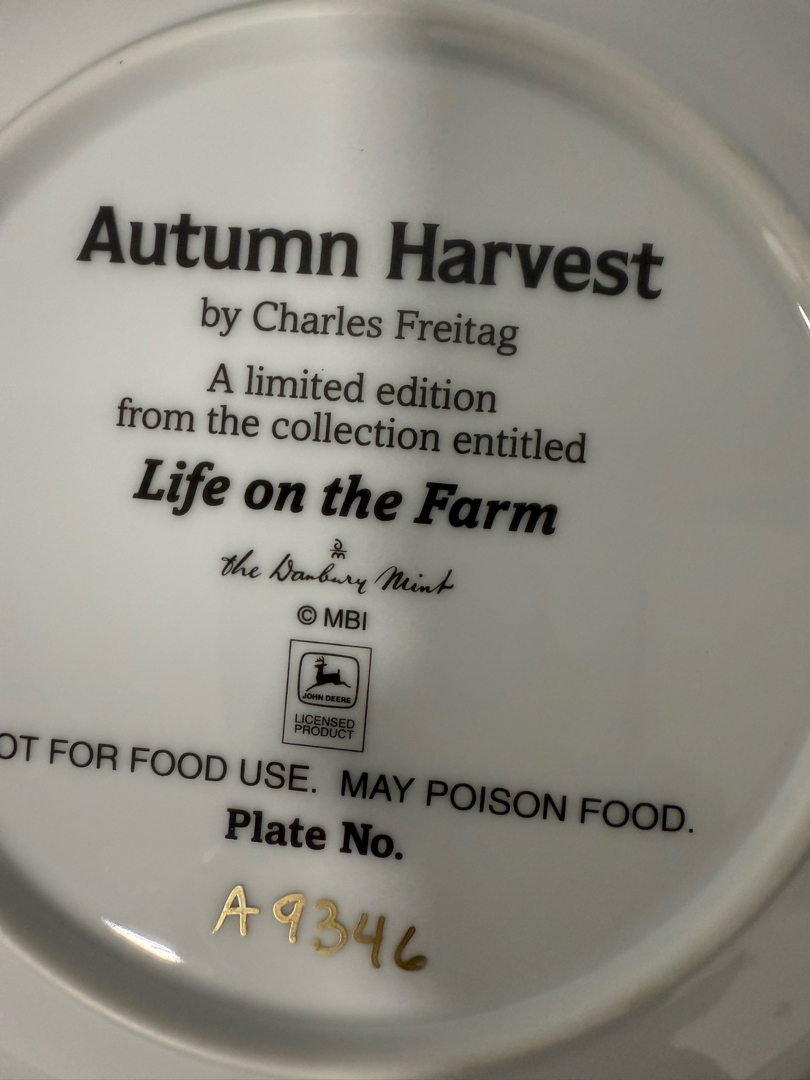 Autumn Harvest
by Charles Freitag
A limited edition
from the collection entitled
Life on the Farm
dm
the Danbury Mint
© MBI
JOHN DEERE
LICENSED
PRODUCT
OT FOR FOOD USE. MAY POISON FOOD.
Plate No.
A9346